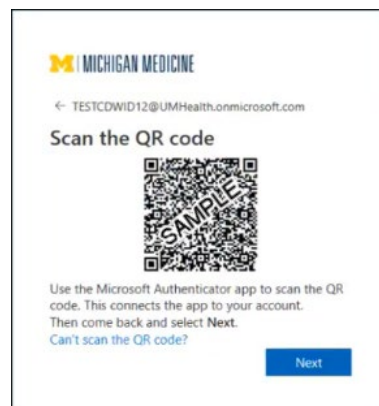 M | MICHIGAN MEDICINE
← TESTCDWID12@UMHealth.onmicrosoft.com
Scan the QR code
SAMPLE
Use the Microsoft Authenticator app to scan the QR
code. This connects the app to your account.
Then come back and select Next.
Can't scan the QR code?
Next